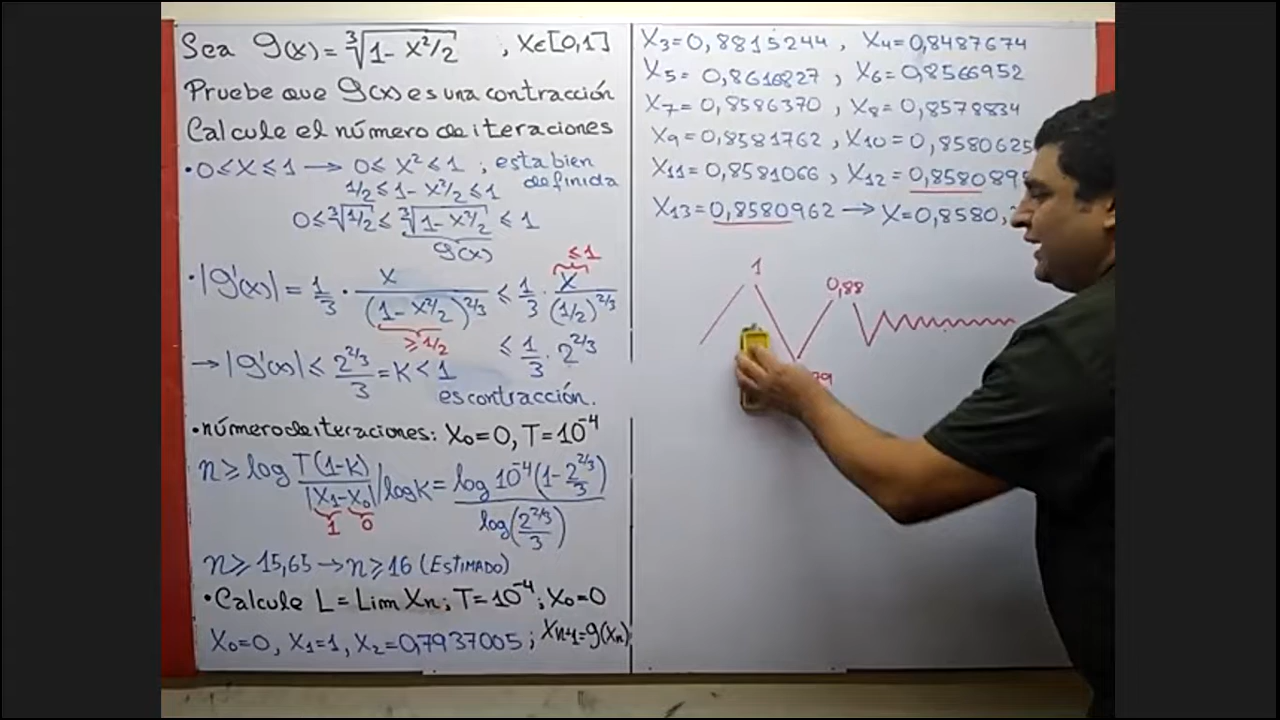 Sea g(x) = ∛(1 - x²/2) , x∈[0,1]
Pruebe que g(x) es una contracción
Calcule el número de iteraciones
• 0 ≤ x ≤ 1 → 0 ≤ x² ≤ 1 ; esta bien definida
1/2 ≤ 1 - x²/2 ≤ 1
0 ≤ ∛(1/2) ≤ ∛(1 - x²/2) ≤ 1
g(x)
≤ 1
• |g'(x)| = 1/3 · x/(1 - x²/2)^(2/3) ≤ 1/3 · x/(1/2)^(2/3)
≥ 1/2
≤ 1/3 · 2^(2/3)
→ |g'(x)| ≤ 2^(2/3)/3 = K < 1
es contracción.
• número de iteraciones: X₀=0, T=10⁻⁴
n ≥ log T(1-K)/|X₁-X₀| / log K = log 10⁻⁴(1 - 2^(2/3)/3) / log(2^(2/3)/3)
1 0
n ≥ 15,65 → n ≥ 16 (ESTIMADO)
• Calcule L = Lim Xn ; T=10⁻⁴ ; X₀=0
X₀=0, X₁=1, X₂=0,7937005 ; Xn+1=g(Xn)
X₃=0,8815244 , X₄=0,8487674
X₅=0,8616827 , X₆=0,8566952
X₇=0,8586370 , X₈=0,8578834
X₉=0,8581762 , X₁₀=0,8580625
X₁₁=0,8581066 , X₁₂=0,858089
X₁₃=0,8580962 → X=0,8580,
1
0,88